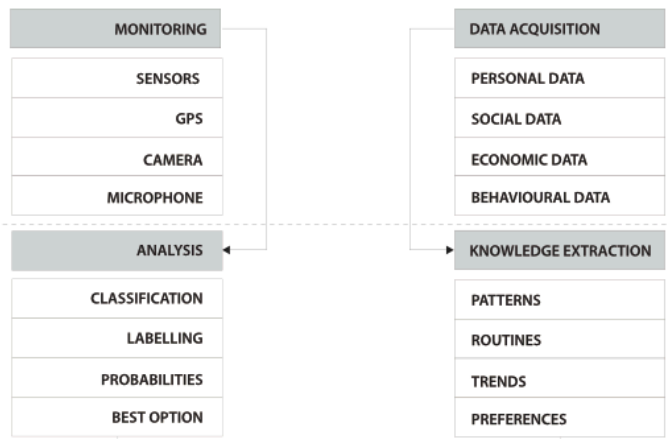 MONITORING
SENSORS
GPS
CAMERA
MICROPHONE
DATA ACQUISITION
PERSONAL DATA
SOCIAL DATA
ECONOMIC DATA
BEHAVIOURAL DATA
ANALYSIS
CLASSIFICATION
LABELLING
PROBABILITIES
BEST OPTION
KNOWLEDGE EXTRACTION
PATTERNS
ROUTINES
TRENDS
PREFERENCES